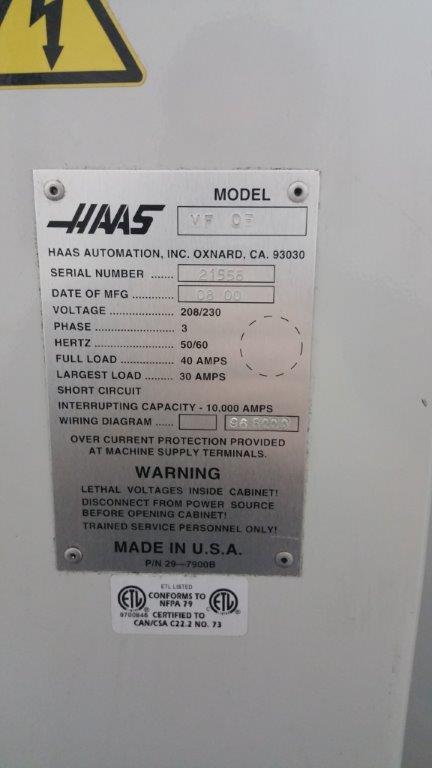 MODEL
HAAS VF 0E
HAAS AUTOMATION, INC. OXNARD, CA. 93030
SERIAL NUMBER ......
DATE OF MFG ............. 08 00
VOLTAGE .................. 208/230
PHASE ...................... 3
HERTZ ...................... 50/60
FULL LOAD .............. 40 AMPS
LARGEST LOAD ....... 30 AMPS
SHORT CIRCUIT
INTERRUPTING CAPACITY - 10,000 AMPS
WIRING DIAGRAM ......
OVER CURRENT PROTECTION PROVIDED
AT MACHINE SUPPLY TERMINALS.
WARNING
LETHAL VOLTAGES INSIDE CABINET!
DISCONNECT FROM POWER SOURCE
BEFORE OPENING CABINET!
TRAINED SERVICE PERSONNEL ONLY!
MADE IN U.S.A.
P/N 29—7900B
ETL LISTED
CONFORMS TO
NFPA 79
ETL ETL
9700845 CERTIFIED TO
CAN/CSA C22.2 NO. 73